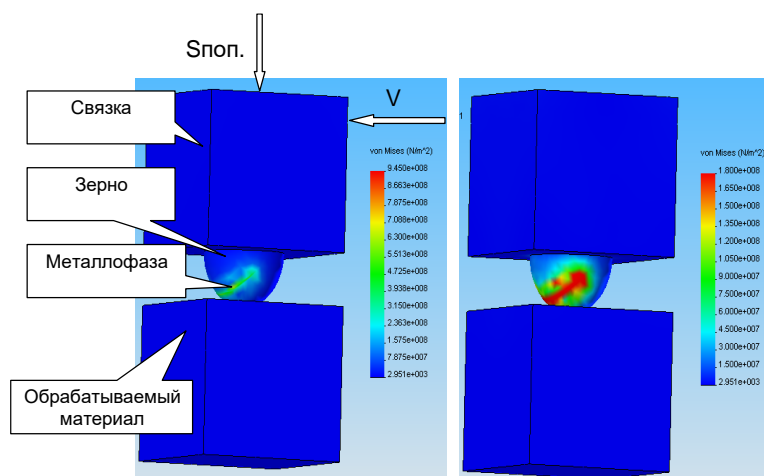 Sпоп.
V
Связка
Зерно
Металлофаза
Обрабатываемый
материал
von Mises (N/m^2)
9.450e+008
8.663e+008
7.875e+008
7.088e+008
6.300e+008
5.513e+008
4.725e+008
3.938e+008
3.150e+008
2.363e+008
1.575e+008
7.875e+007
2.951e+003
1
von Mises (N/m^2)
1.800e+008
1.650e+008
1.500e+008
1.350e+008
1.200e+008
1.050e+008
9.000e+007
7.500e+007
6.000e+007
4.500e+007
3.000e+007
1.500e+007
2.951e+003